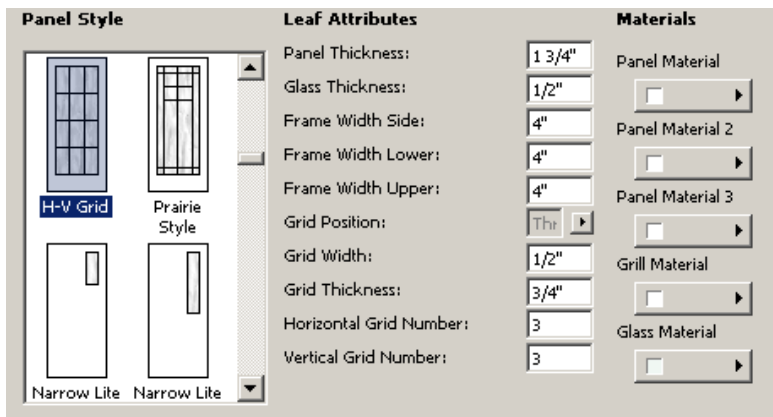 Panel Style
H-V Grid
Prairie
Style
Narrow Lite
Narrow Lite
Leaf Attributes
Panel Thickness: 1 3/4"
Glass Thickness: 1/2"
Frame Width Side: 4"
Frame Width Lower: 4"
Frame Width Upper: 4"
Grid Position: Thr
Grid Width: 1/2"
Grid Thickness: 3/4"
Horizontal Grid Number: 3
Vertical Grid Number: 3
Materials
Panel Material
Panel Material 2
Panel Material 3
Grill Material
Glass Material